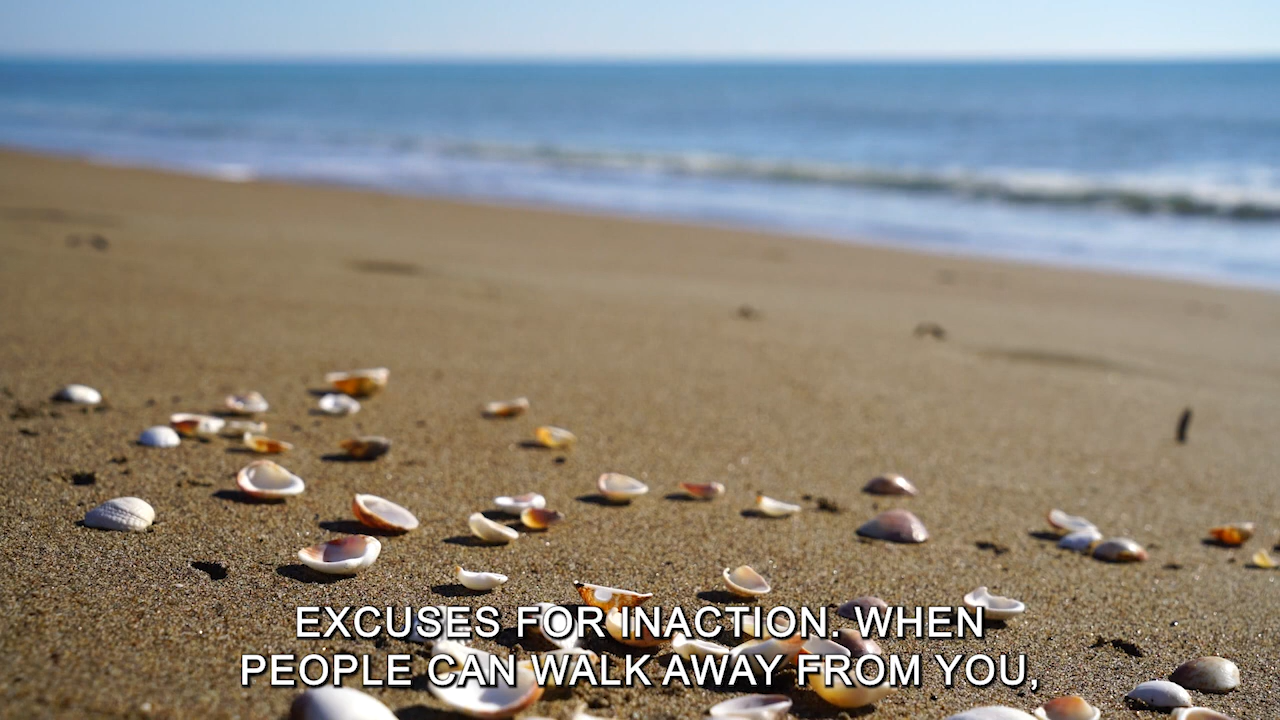 EXCUSES FOR INACTION. WHEN
PEOPLE CAN WALK AWAY FROM YOU,